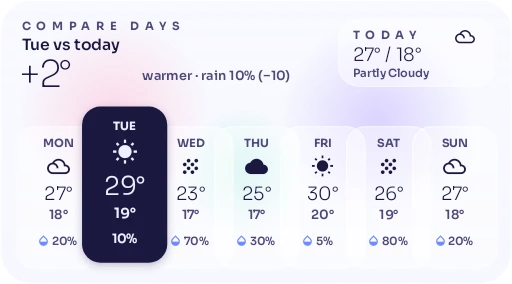 COMPARE DAYS
Tue vs today
+2°
warmer · rain 10% (−10)
TODAY
27° / 18°
Partly Cloudy
MON
27°
18°
20%
TUE
29°
19°
10%
WED
23°
17°
70%
THU
25°
17°
30%
FRI
30°
20°
5%
SAT
26°
19°
80%
SUN
27°
18°
20%